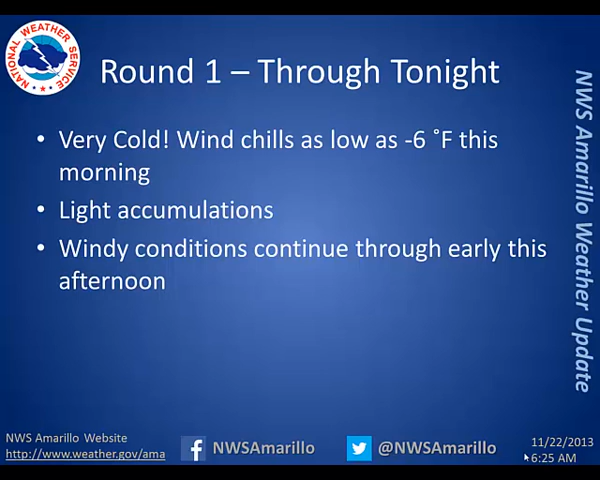 NATIONAL WEATHER SERVICE
Round 1 – Through Tonight
• Very Cold! Wind chills as low as -6 ˚F this
morning
• Light accumulations
• Windy conditions continue through early this
afternoon
NWS Amarillo Weather Update
NWS Amarillo Website
http://www.weather.gov/ama
NWSAmarillo
@NWSAmarillo
11/22/2013
6:25 AM